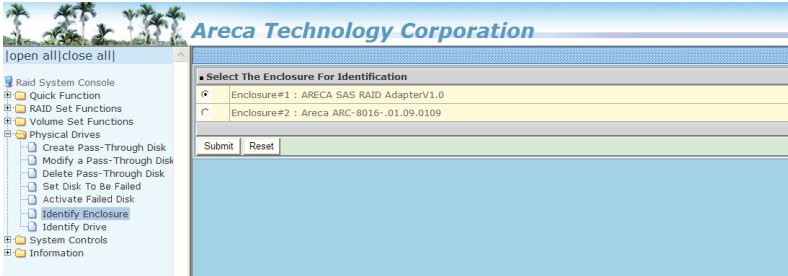 Areca Technology Corporation
|open all|close all|
Raid System Console
Quick Function
RAID Set Functions
Volume Set Functions
Physical Drives
Create Pass-Through Disk
Modify a Pass-Through Disk
Delete Pass-Through Disk
Set Disk To Be Failed
Activate Failed Disk
Identify Enclosure
Identify Drive
System Controls
Information
Select The Enclosure For Identification
Enclosure#1 : ARECA SAS RAID AdapterV1.0
Enclosure#2 : Areca ARC-8016-.01.09.0109
Submit Reset